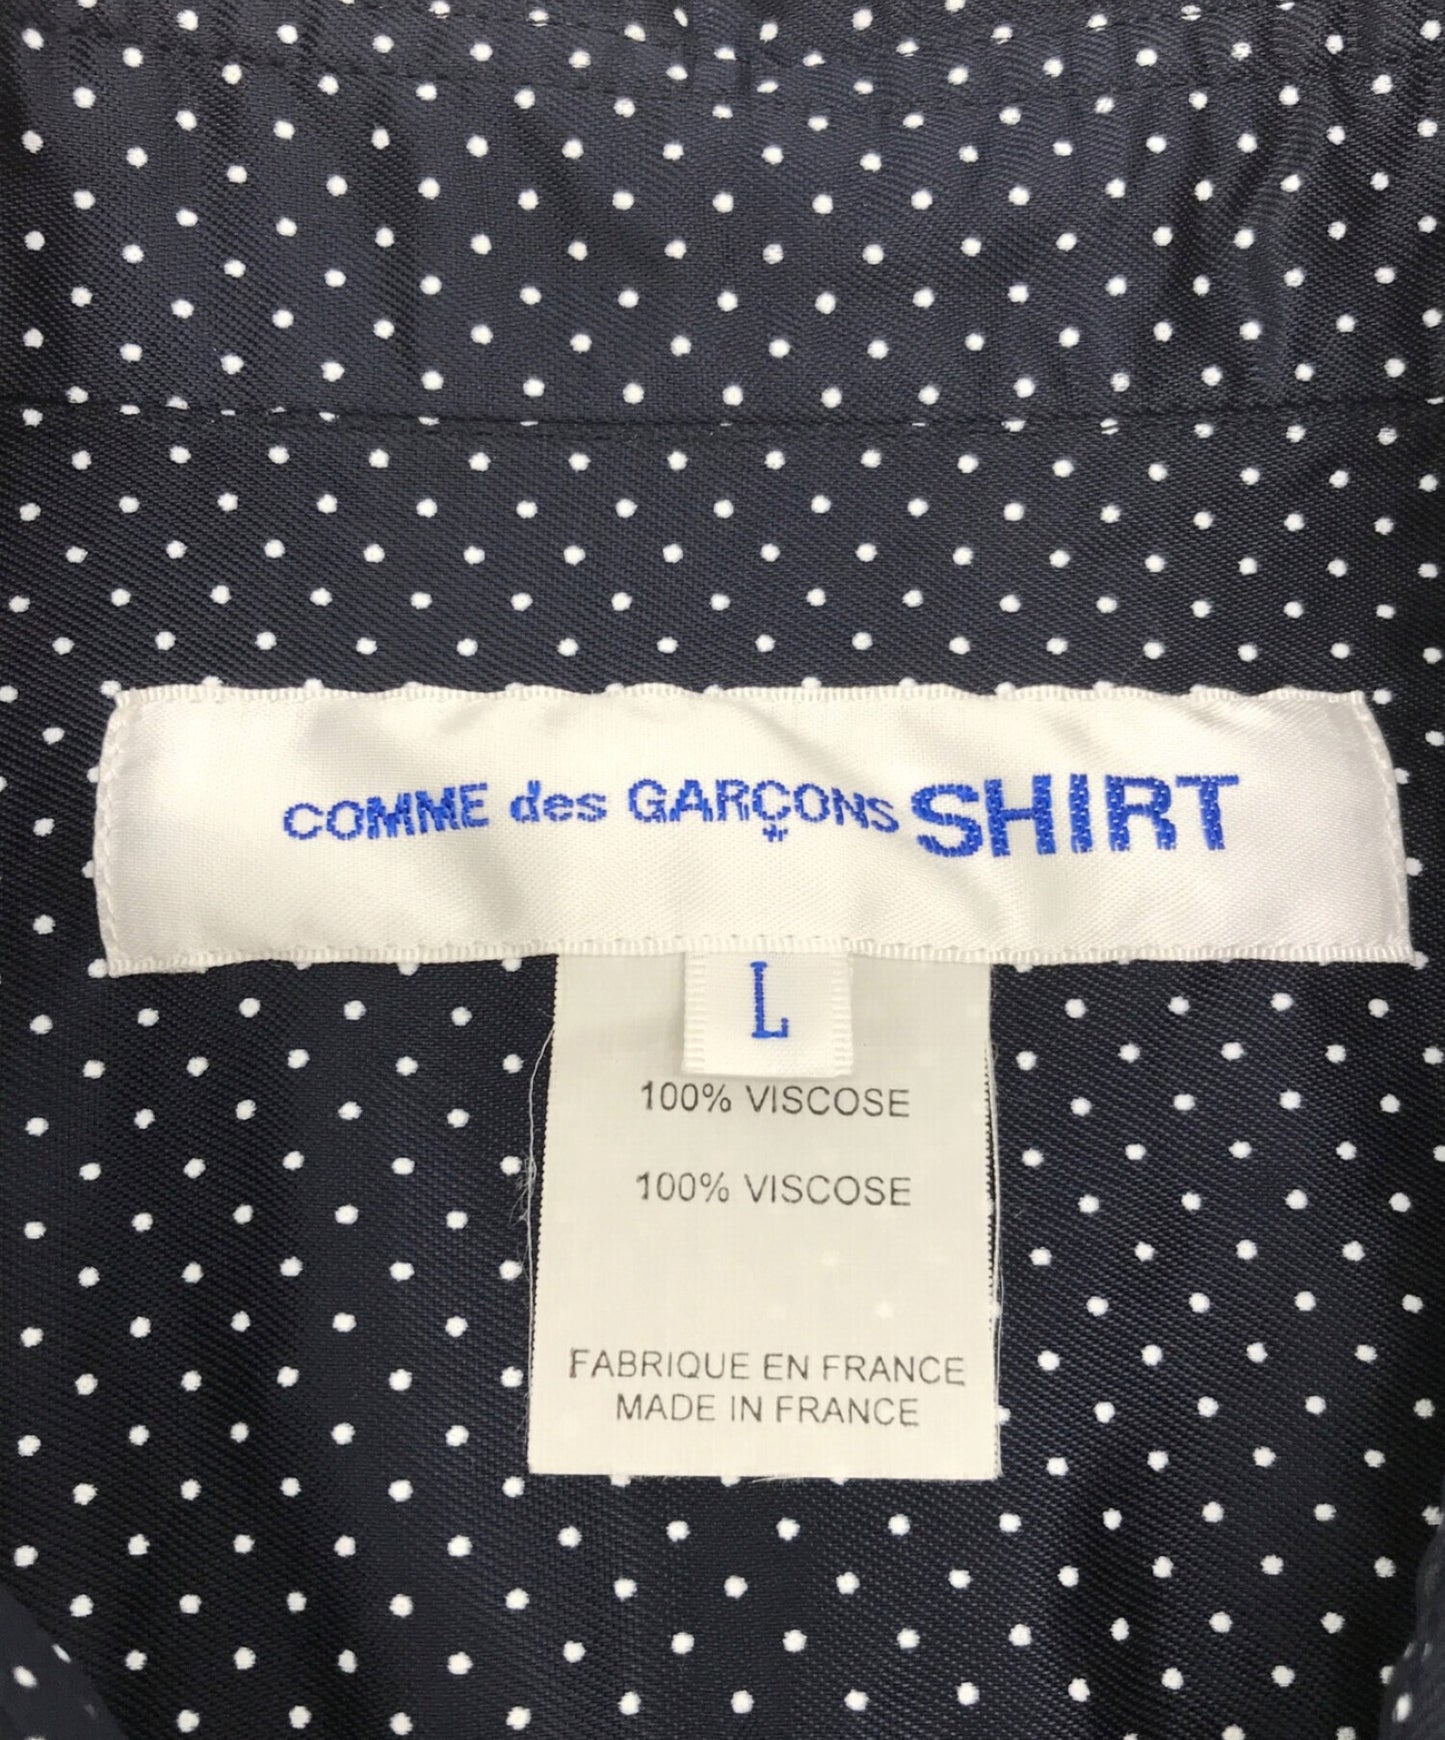 COMME des GARÇONS SHIRT
L
100% VISCOSE
100% VISCOSE
FABRIQUE EN FRANCE
MADE IN FRANCE